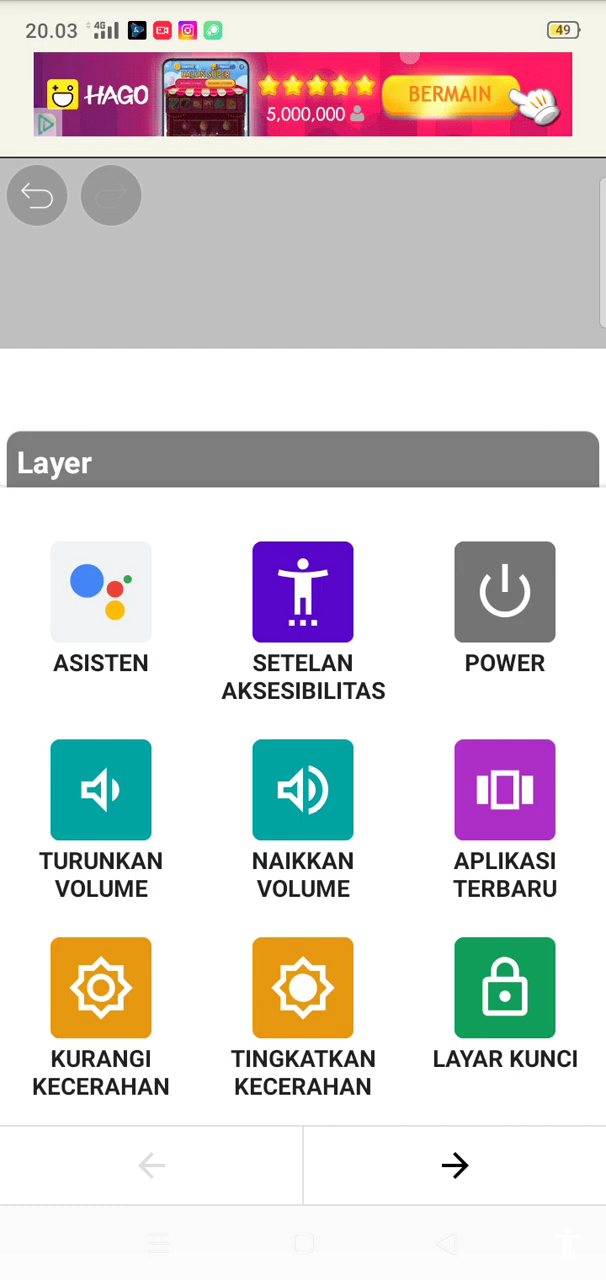 20.03 4G 49
HAGO
5,000,000
BERMAIN
Layer
ASISTEN
SETELAN
AKSESIBILITAS
POWER
TURUNKAN
VOLUME
NAIKKAN
VOLUME
APLIKASI
TERBARU
KURANGI
KECERAHAN
TINGKATKAN
KECERAHAN
LAYAR KUNCI